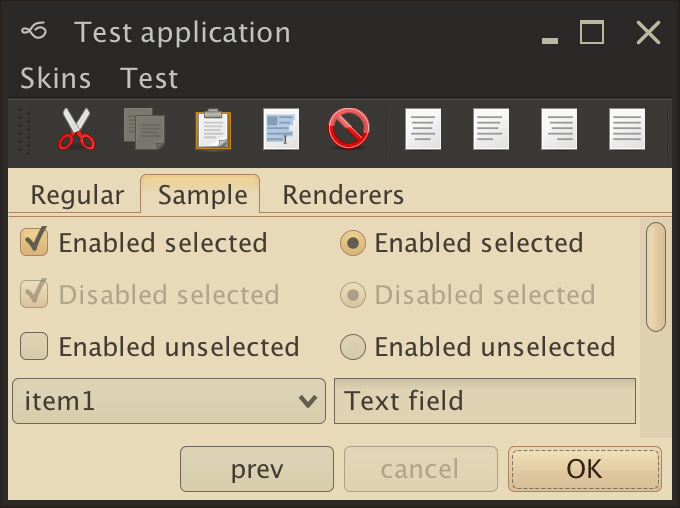 Test application
Skins Test
Regular Sample Renderers
Enabled selected Enabled selected
Disabled selected Disabled selected
Enabled unselected Enabled unselected
item1 Text field
prev cancel OK